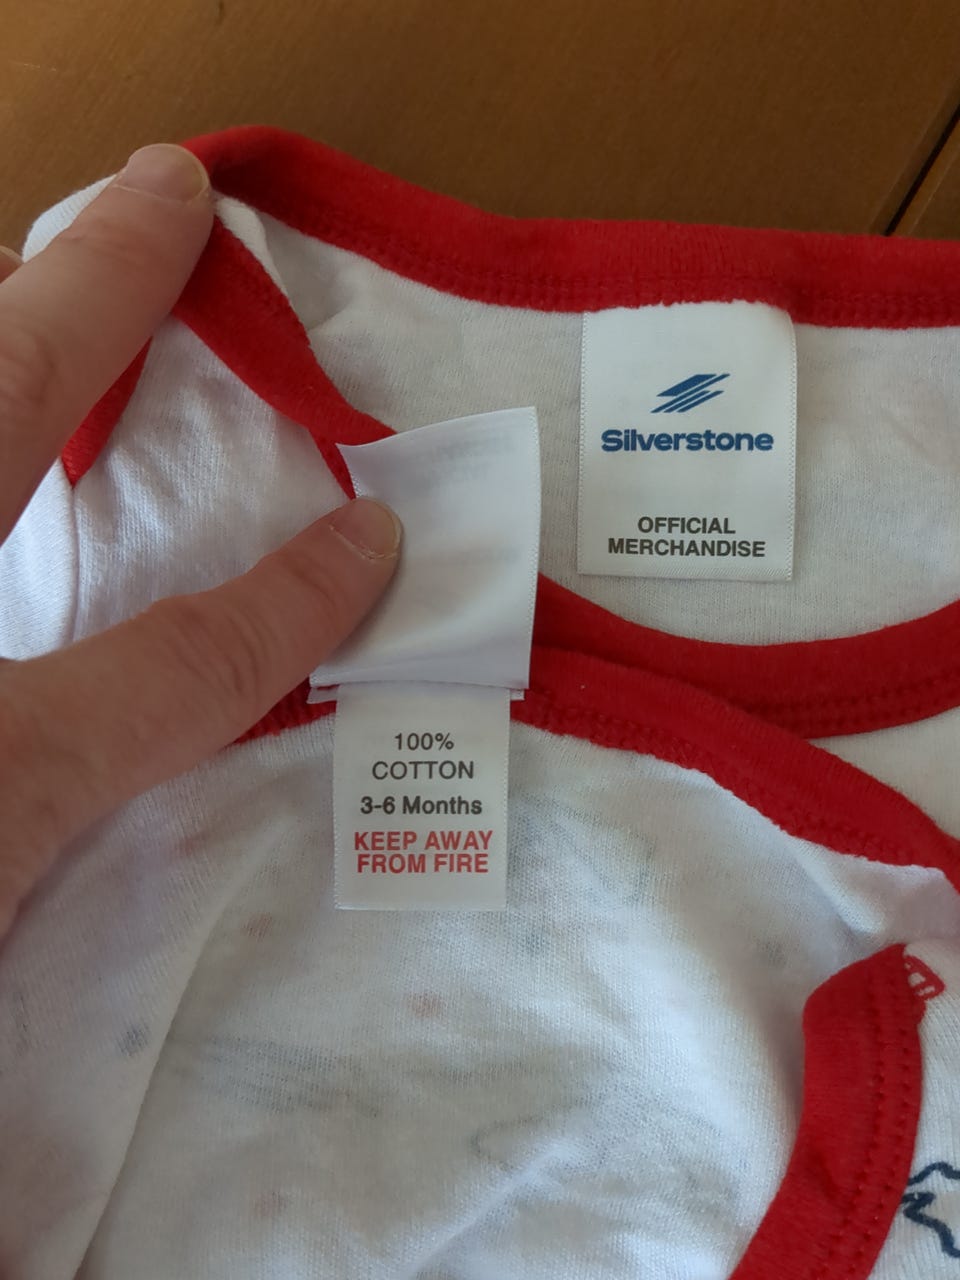 Silverstone
OFFICIAL
MERCHANDISE
100%
COTTON
3-6 Months
KEEP AWAY
FROM FIRE